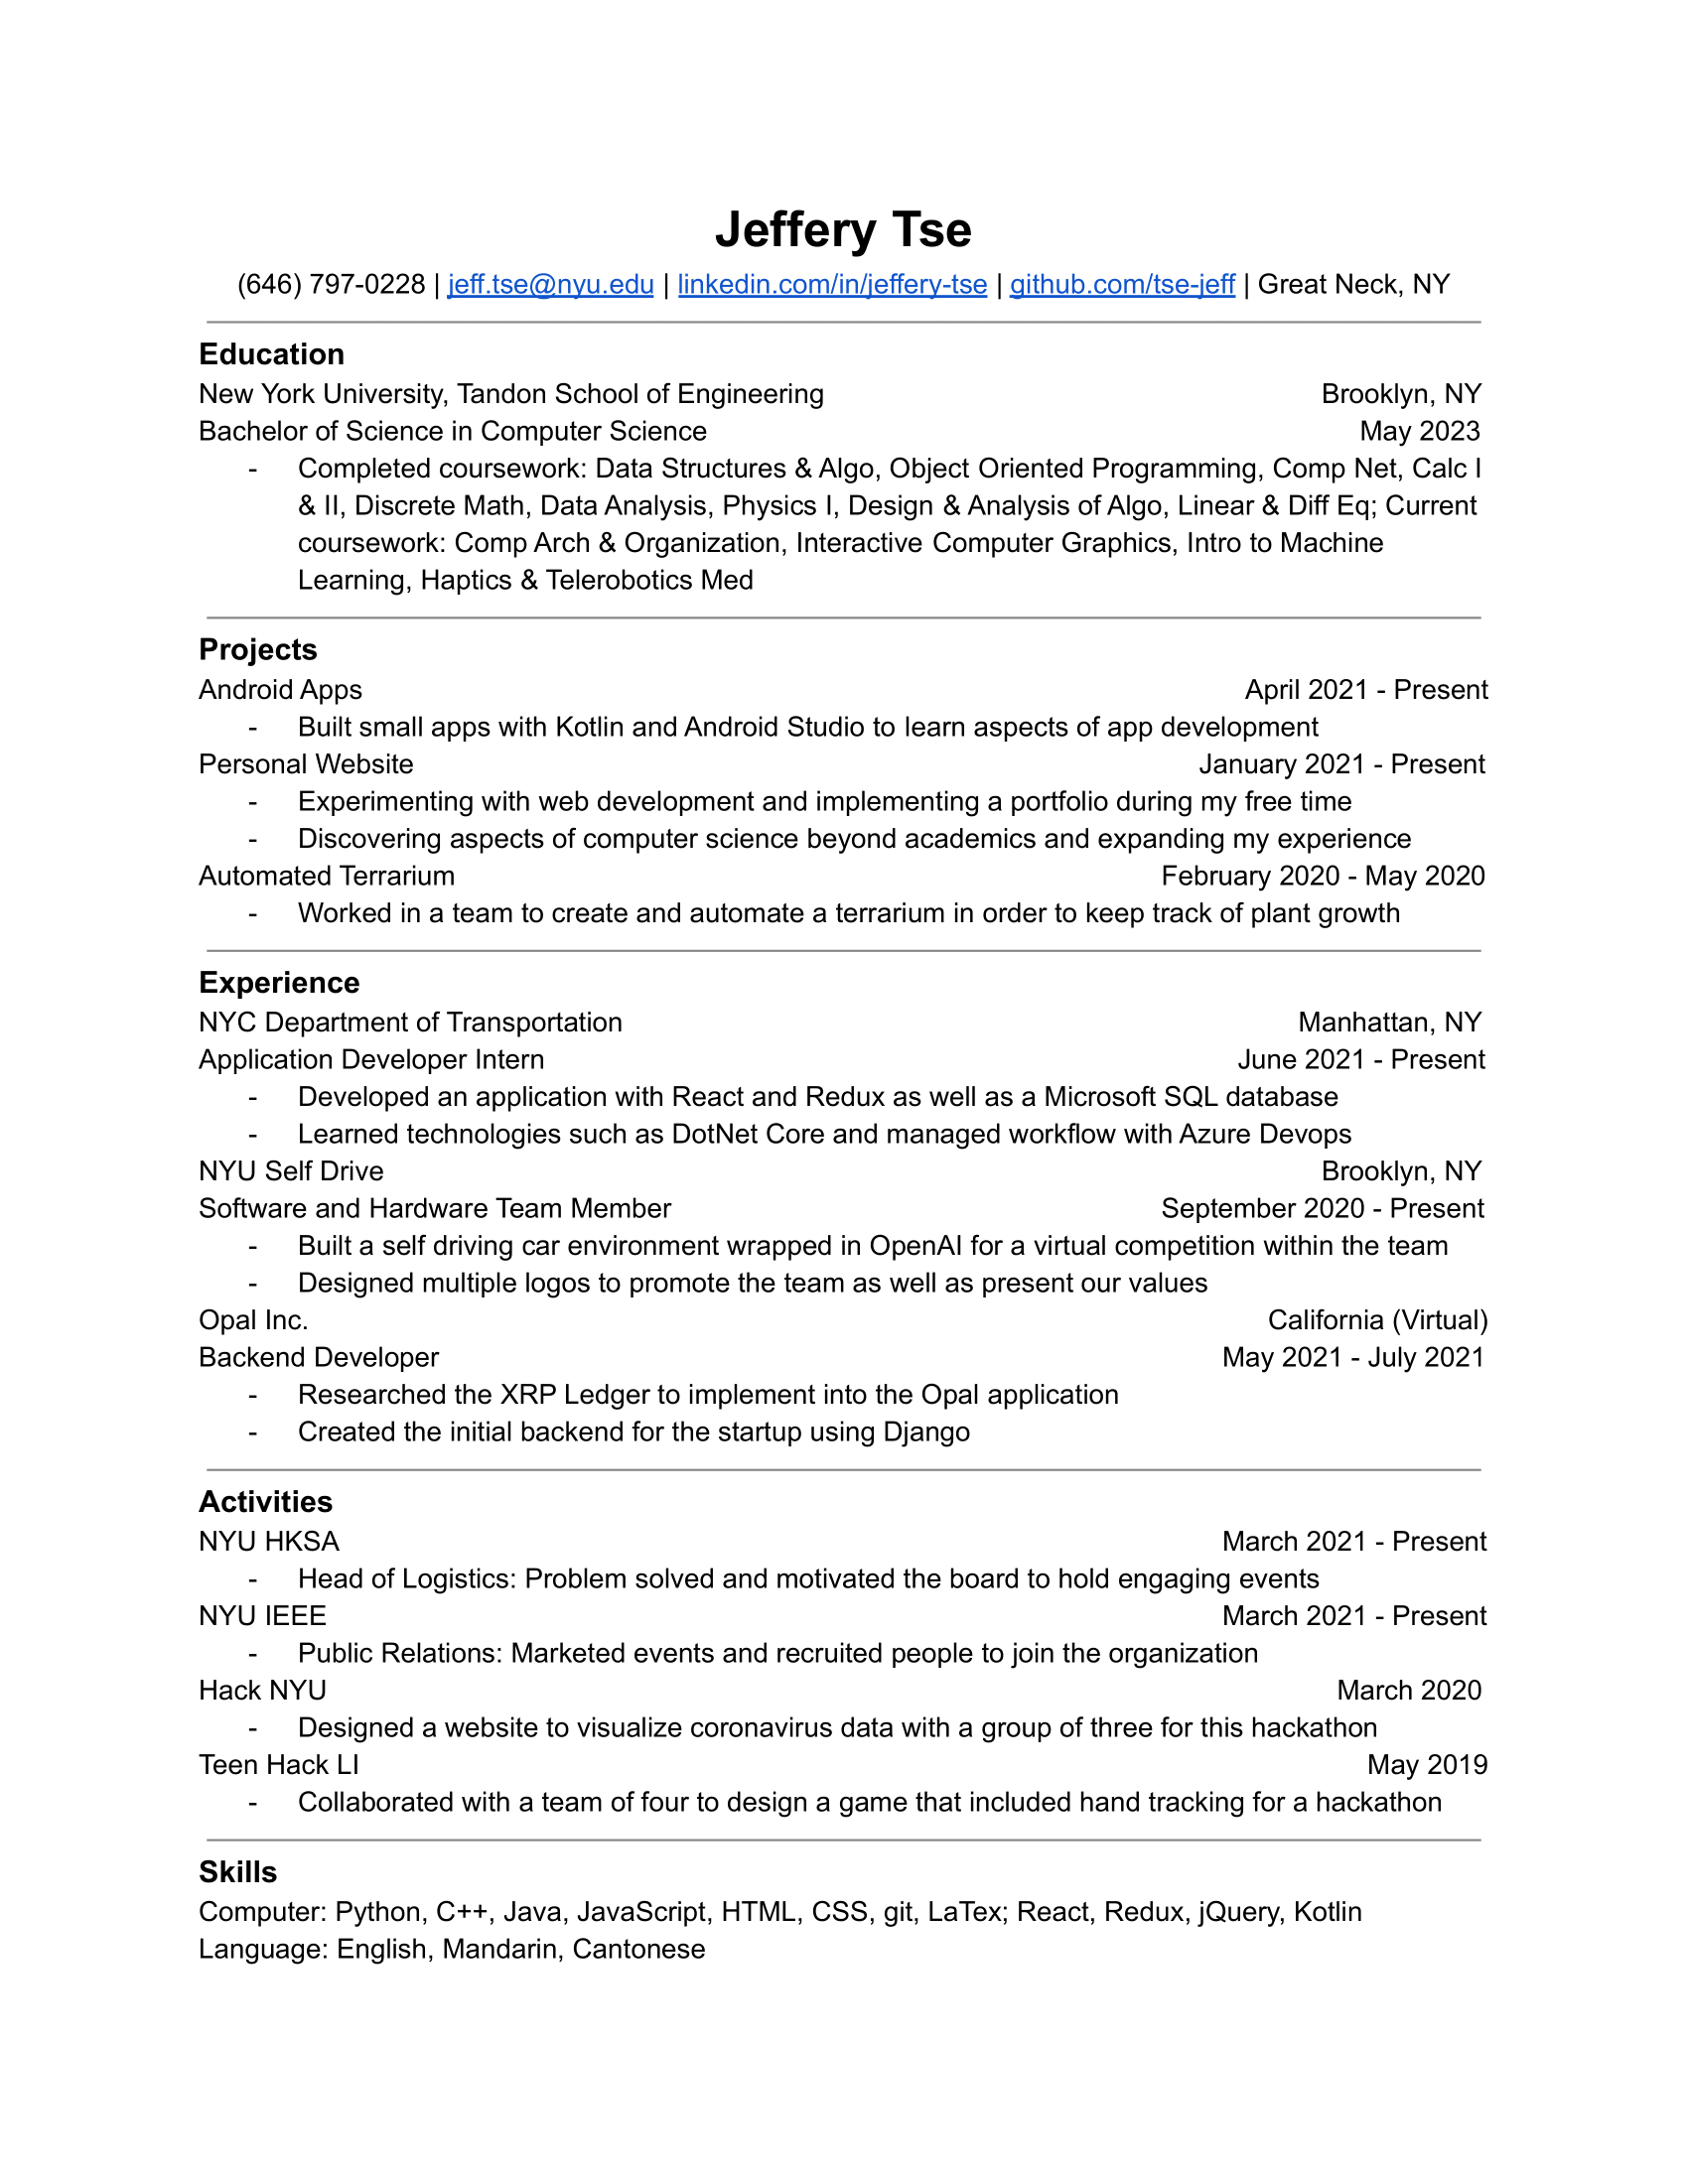 Jeffery Tse
(646) 797-0228 | jeff.tse@nyu.edu | linkedin.com/in/jeffery-tse | github.com/tse-jeff | Great Neck, NY
Education
New York University, Tandon School of Engineering Brooklyn, NY
Bachelor of Science in Computer Science May 2023
- Completed coursework: Data Structures & Algo, Object Oriented Programming, Comp Net, Calc I
& II, Discrete Math, Data Analysis, Physics I, Design & Analysis of Algo, Linear & Diff Eq; Current
coursework: Comp Arch & Organization, Interactive Computer Graphics, Intro to Machine
Learning, Haptics & Telerobotics Med
Projects
Android Apps April 2021 - Present
- Built small apps with Kotlin and Android Studio to learn aspects of app development
Personal Website January 2021 - Present
- Experimenting with web development and implementing a portfolio during my free time
- Discovering aspects of computer science beyond academics and expanding my experience
Automated Terrarium February 2020 - May 2020
- Worked in a team to create and automate a terrarium in order to keep track of plant growth
Experience
NYC Department of Transportation Manhattan, NY
Application Developer Intern June 2021 - Present
- Developed an application with React and Redux as well as a Microsoft SQL database
- Learned technologies such as DotNet Core and managed workflow with Azure Devops
NYU Self Drive Brooklyn, NY
Software and Hardware Team Member September 2020 - Present
- Built a self driving car environment wrapped in OpenAI for a virtual competition within the team
- Designed multiple logos to promote the team as well as present our values
Opal Inc. California (Virtual)
Backend Developer May 2021 - July 2021
- Researched the XRP Ledger to implement into the Opal application
- Created the initial backend for the startup using Django
Activities
NYU HKSA March 2021 - Present
- Head of Logistics: Problem solved and motivated the board to hold engaging events
NYU IEEE March 2021 - Present
- Public Relations: Marketed events and recruited people to join the organization
Hack NYU March 2020
- Designed a website to visualize coronavirus data with a group of three for this hackathon
Teen Hack LI May 2019
- Collaborated with a team of four to design a game that included hand tracking for a hackathon
Skills
Computer: Python, C++, Java, JavaScript, HTML, CSS, git, LaTex; React, Redux, jQuery, Kotlin
Language: English, Mandarin, Cantonese